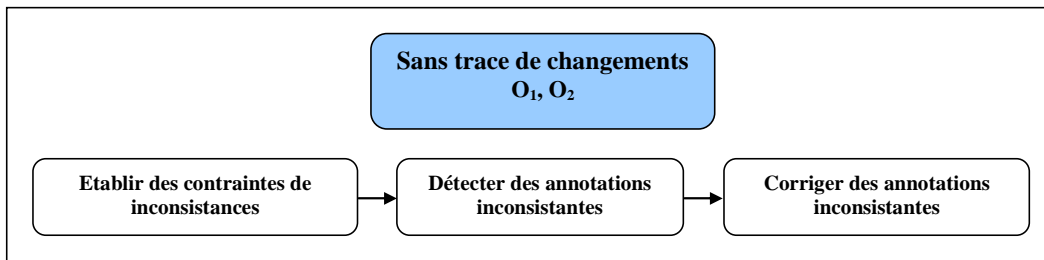 Sans trace de changements
O₁, O₂
Etablir des contraintes de
inconsistances
Détecter des annotations
inconsistantes
Corriger des annotations
inconsistantes